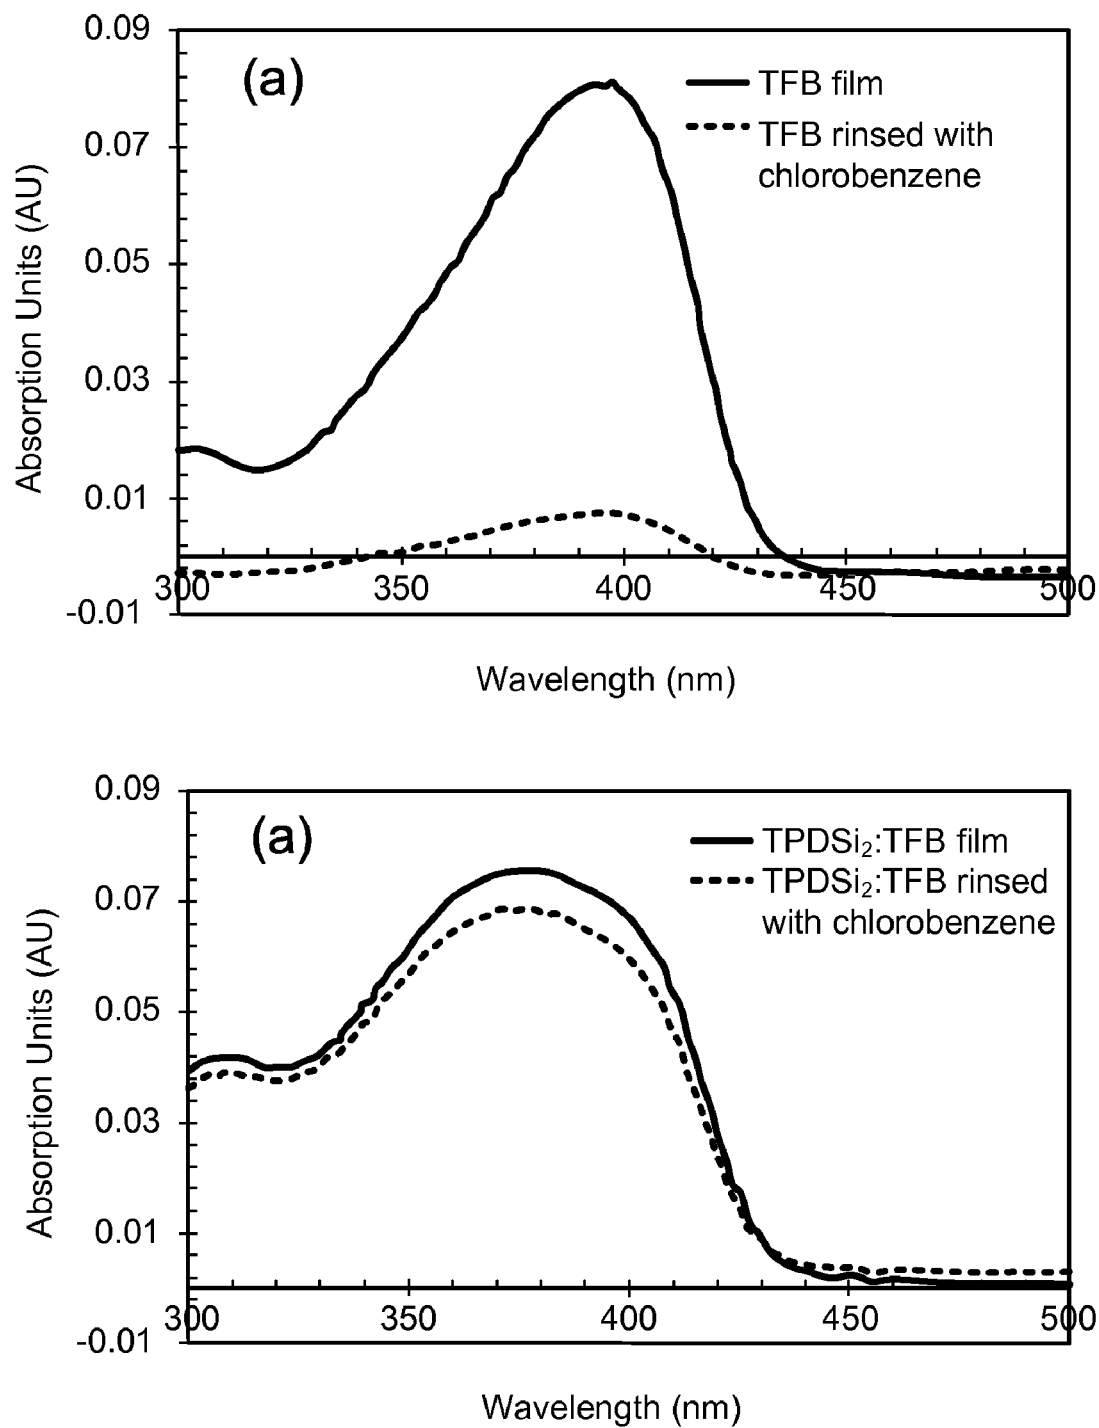 0.09
(a)
TFB film
TFB rinsed with
chlorobenzene
0.07
0.05
0.03
0.01
-0.01
Absorption Units (AU)
300
350
400
450
500
Wavelength (nm)
0.09
(a)
TPDSi₂:TFB film
TPDSi₂:TFB rinsed
with chlorobenzene
0.07
0.05
0.03
0.01
-0.01
Absorption Units (AU)
300
350
400
450
500
Wavelength (nm)